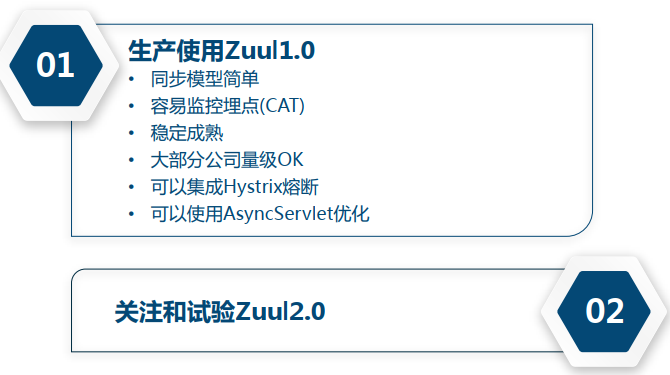 01
生产使用Zuul1.0
• 同步模型简单
• 容易监控埋点(CAT)
• 稳定成熟
• 大部分公司量级OK
• 可以集成Hystrix熔断
• 可以使用AsyncServlet优化
关注和试验Zuul2.0
02